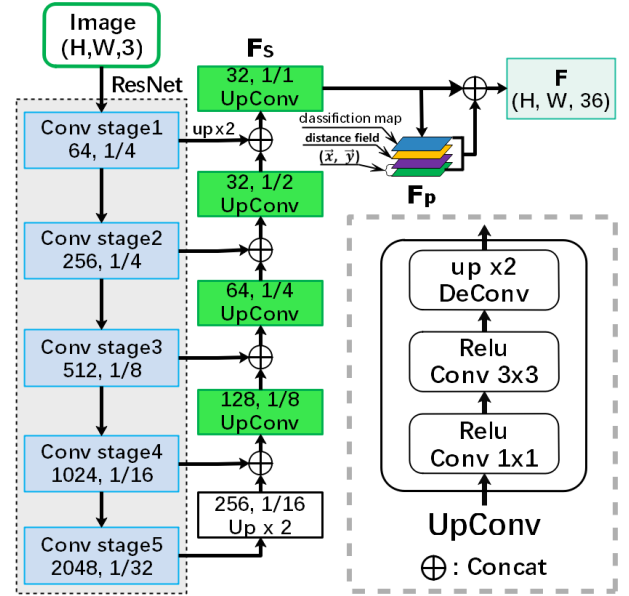 Image
(H,W,3)
ResNet
Conv stage1
64, 1/4
Conv stage2
256, 1/4
Conv stage3
512, 1/8
Conv stage4
1024, 1/16
Conv stage5
2048, 1/32
up x2
Fs
32, 1/1
UpConv
32, 1/2
UpConv
64, 1/4
UpConv
128, 1/8
UpConv
256, 1/16
Up x 2
classifiction map
distance field
(x⃗, y⃗)
Fp
F
(H, W, 36)
up x2
DeConv
Relu
Conv 3x3
Relu
Conv 1x1
UpConv
⊕ : Concat